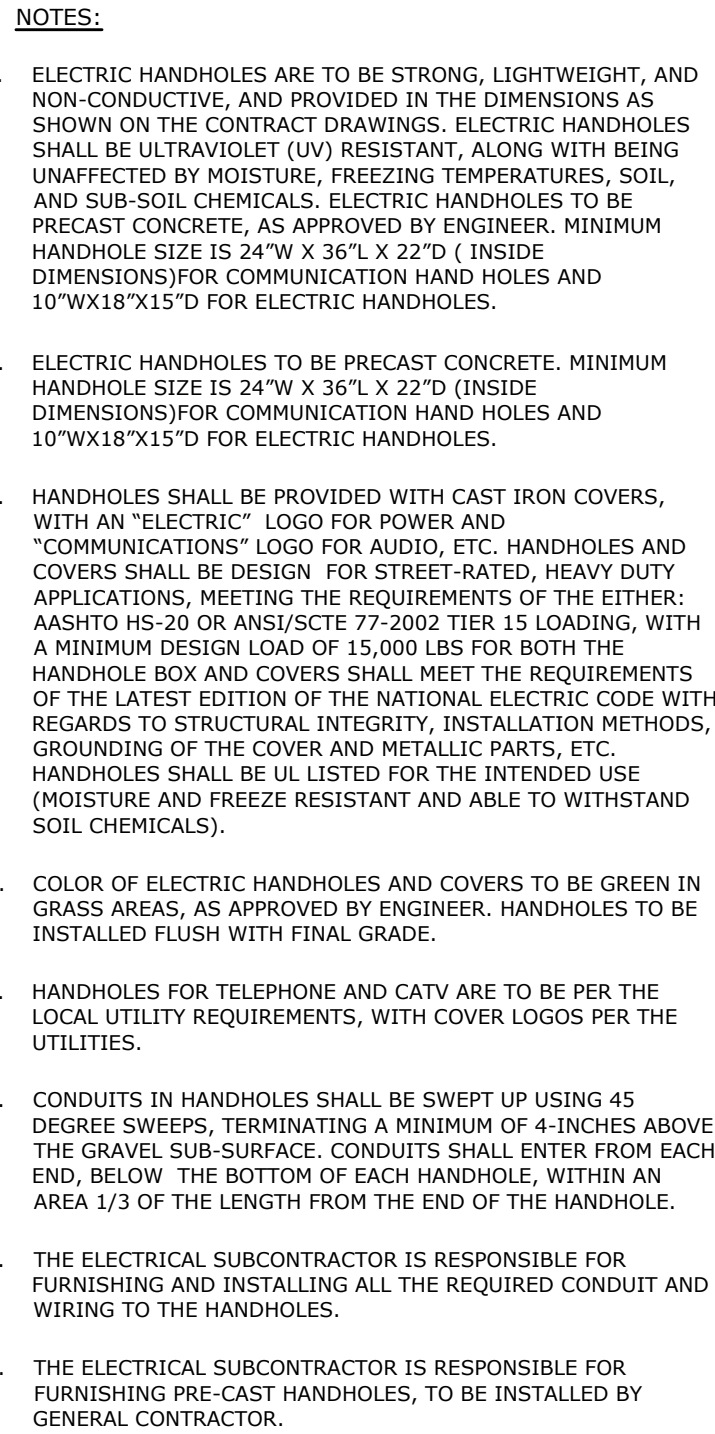 NOTES:
. ELECTRIC HANDHOLES ARE TO BE STRONG, LIGHTWEIGHT, AND
NON-CONDUCTIVE, AND PROVIDED IN THE DIMENSIONS AS
SHOWN ON THE CONTRACT DRAWINGS. ELECTRIC HANDHOLES
SHALL BE ULTRAVIOLET (UV) RESISTANT, ALONG WITH BEING
UNAFFECTED BY MOISTURE, FREEZING TEMPERATURES, SOIL,
AND SUB-SOIL CHEMICALS. ELECTRIC HANDHOLES TO BE
PRECAST CONCRETE, AS APPROVED BY ENGINEER. MINIMUM
HANDHOLE SIZE IS 24”W X 36”L X 22”D ( INSIDE
DIMENSIONS)FOR COMMUNICATION HAND HOLES AND
10”WX18”X15”D FOR ELECTRIC HANDHOLES.
. ELECTRIC HANDHOLES TO BE PRECAST CONCRETE. MINIMUM
HANDHOLE SIZE IS 24”W X 36”L X 22”D (INSIDE
DIMENSIONS)FOR COMMUNICATION HAND HOLES AND
10”WX18”X15”D FOR ELECTRIC HANDHOLES.
. HANDHOLES SHALL BE PROVIDED WITH CAST IRON COVERS,
WITH AN “ELECTRIC” LOGO FOR POWER AND
“COMMUNICATIONS” LOGO FOR AUDIO, ETC. HANDHOLES AND
COVERS SHALL BE DESIGN FOR STREET-RATED, HEAVY DUTY
APPLICATIONS, MEETING THE REQUIREMENTS OF THE EITHER:
AASHTO HS-20 OR ANSI/SCTE 77-2002 TIER 15 LOADING, WITH
A MINIMUM DESIGN LOAD OF 15,000 LBS FOR BOTH THE
HANDHOLE BOX AND COVERS SHALL MEET THE REQUIREMENTS
OF THE LATEST EDITION OF THE NATIONAL ELECTRIC CODE WITH
REGARDS TO STRUCTURAL INTEGRITY, INSTALLATION METHODS,
GROUNDING OF THE COVER AND METALLIC PARTS, ETC.
HANDHOLES SHALL BE UL LISTED FOR THE INTENDED USE
(MOISTURE AND FREEZE RESISTANT AND ABLE TO WITHSTAND
SOIL CHEMICALS).
. COLOR OF ELECTRIC HANDHOLES AND COVERS TO BE GREEN IN
GRASS AREAS, AS APPROVED BY ENGINEER. HANDHOLES TO BE
INSTALLED FLUSH WITH FINAL GRADE.
. HANDHOLES FOR TELEPHONE AND CATV ARE TO BE PER THE
LOCAL UTILITY REQUIREMENTS, WITH COVER LOGOS PER THE
UTILITIES.
. CONDUITS IN HANDHOLES SHALL BE SWEPT UP USING 45
DEGREE SWEEPS, TERMINATING A MINIMUM OF 4-INCHES ABOVE
THE GRAVEL SUB-SURFACE. CONDUITS SHALL ENTER FROM EACH
END, BELOW THE BOTTOM OF EACH HANDHOLE, WITHIN AN
AREA 1/3 OF THE LENGTH FROM THE END OF THE HANDHOLE.
. THE ELECTRICAL SUBCONTRACTOR IS RESPONSIBLE FOR
FURNISHING AND INSTALLING ALL THE REQUIRED CONDUIT AND
WIRING TO THE HANDHOLES.
. THE ELECTRICAL SUBCONTRACTOR IS RESPONSIBLE FOR
FURNISHING PRE-CAST HANDHOLES, TO BE INSTALLED BY
GENERAL CONTRACTOR.